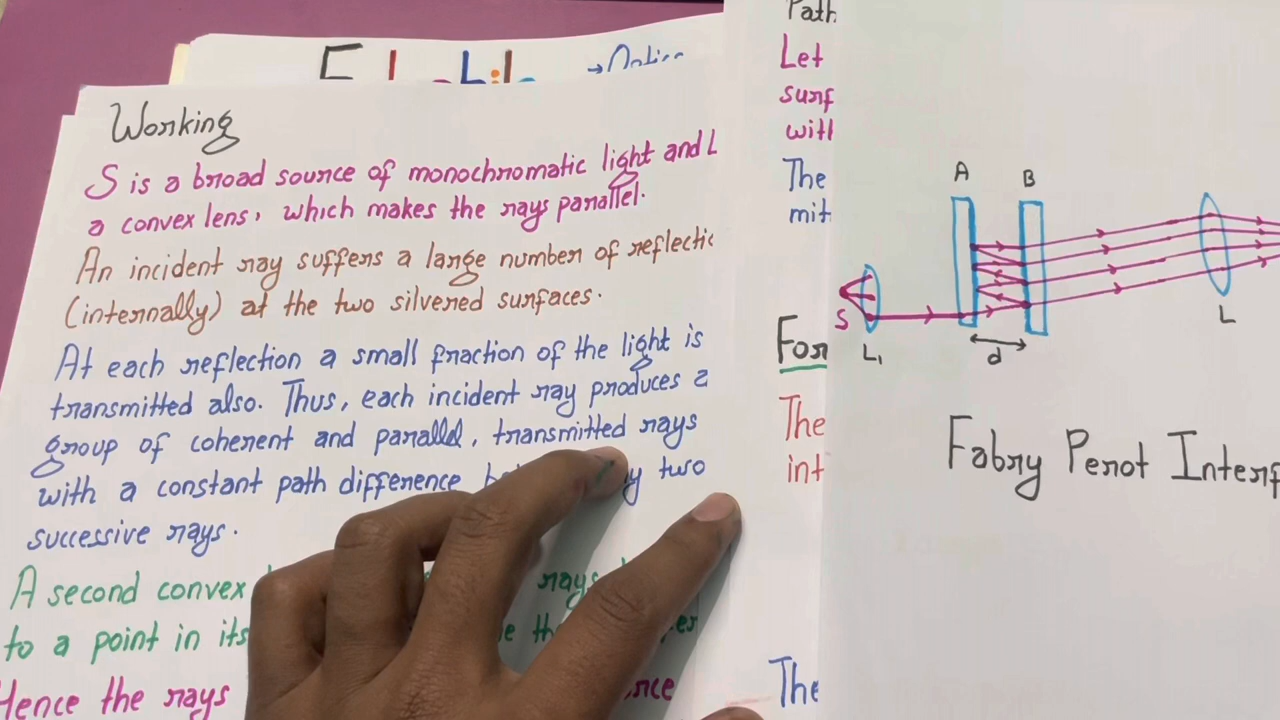 Working
S is a broad source of monochromatic light and L
a convex lens, which makes the rays parallel.
An incident ray suffers a large number of reflectic
(internally) at the two silvered surfaces.
At each reflection a small fraction of the light is
transmitted also. Thus, each incident ray produces a
group of coherent and parallel, transmitted rays
with a constant path difference two
successive rays.
A second convex rays
to a point in its
Hence the rays
Path
Let
surf
with
The
mit
For
The
int
The
A B
S
L₁
d
L
Fabry Perot Interf